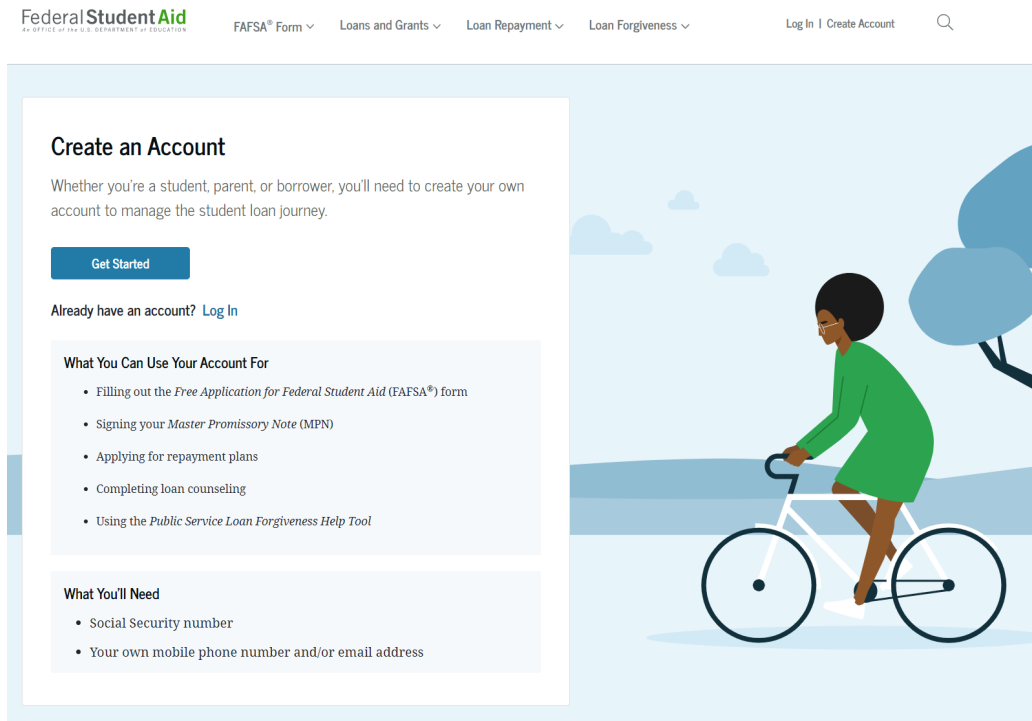 Federal Student Aid
An OFFICE of the U.S. DEPARTMENT of EDUCATION
FAFSA® Form
Loans and Grants
Loan Repayment
Loan Forgiveness
Log In | Create Account
Create an Account
Whether you're a student, parent, or borrower, you'll need to create your own
account to manage the student loan journey.
Get Started
Already have an account? Log In
What You Can Use Your Account For
• Filling out the Free Application for Federal Student Aid (FAFSA®) form
• Signing your Master Promissory Note (MPN)
• Applying for repayment plans
• Completing loan counseling
• Using the Public Service Loan Forgiveness Help Tool
What You'll Need
• Social Security number
• Your own mobile phone number and/or email address